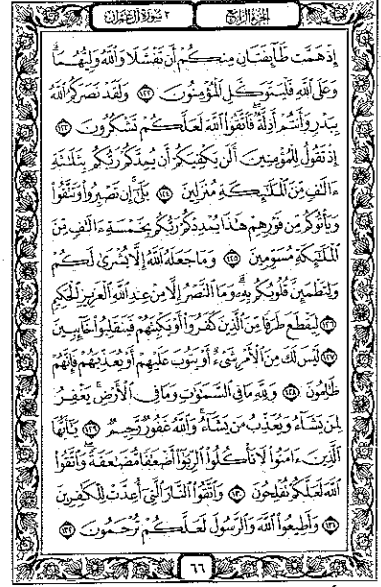 الجزء الرابع
٣ سورة آل عمران
إِذْ هَمَّت طَّآئِفَتَانِ مِنكُمْ أَن تَفْشَلَا وَٱللَّهُ وَلِيُّهُمَا ۗ
وَعَلَى ٱللَّهِ فَلْيَتَوَكَّلِ ٱلْمُؤْمِنُونَ ١٢٢ وَلَقَدْ نَصَرَكُمُ ٱللَّهُ
بِبَدْرٍ وَأَنتُمْ أَذِلَّةٌ ۖ فَٱتَّقُوا۟ ٱللَّهَ لَعَلَّكُمْ تَشْكُرُونَ ١٢٣
إِذْ تَقُولُ لِلْمُؤْمِنِينَ أَلَن يَكْفِيَكُمْ أَن يُمِدَّكُمْ رَبُّكُم بِثَلَٰثَةِ
ءَالَٰفٍ مِّنَ ٱلْمَلَٰٓئِكَةِ مُنزَلِينَ ١٢٤ بَلَىٰٓ ۚ إِن تَصْبِرُوا۟ وَتَتَّقُوا۟
وَيَأْتُوكُم مِّن فَوْرِهِمْ هَٰذَا يُمْدِدْكُمْ رَبُّكُم بِخَمْسَةِ ءَالَٰفٍ مِّنَ
ٱلْمَلَٰٓئِكَةِ مُسَوِّمِينَ ١٢٥ وَمَا جَعَلَهُ ٱللَّهُ إِلَّا بُشْرَىٰ لَكُمْ
وَلِتَطْمَئِنَّ قُلُوبُكُم بِهِۦ ۗ وَمَا ٱلنَّصْرُ إِلَّا مِنْ عِندِ ٱللَّهِ ٱلْعَزِيزِ ٱلْحَكِيمِ
١٢٦ لِيَقْطَعَ طَرَفًا مِّنَ ٱلَّذِينَ كَفَرُوٓا۟ أَوْ يَكْبِتَهُمْ فَيَنقَلِبُوا۟ خَآئِبِينَ
١٢٧ لَيْسَ لَكَ مِنَ ٱلْأَمْرِ شَىْءٌ أَوْ يَتُوبَ عَلَيْهِمْ أَوْ يُعَذِّبَهُمْ فَإِنَّهُمْ
ظَٰلِمُونَ ١٢٨ وَلِلَّهِ مَا فِى ٱلسَّمَٰوَٰتِ وَمَا فِى ٱلْأَرْضِ ۚ يَغْفِرُ
لِمَن يَشَآءُ وَيُعَذِّبُ مَن يَشَآءُ ۚ وَٱللَّهُ غَفُورٌ رَّحِيمٌ ١٢٩ يَٰٓأَيُّهَا
ٱلَّذِينَ ءَامَنُوا۟ لَا تَأْكُلُوا۟ ٱلرِّبَوٰٓا۟ أَضْعَٰفًا مُّضَٰعَفَةً ۖ وَٱتَّقُوا۟
ٱللَّهَ لَعَلَّكُمْ تُفْلِحُونَ ١٣٠ وَٱتَّقُوا۟ ٱلنَّارَ ٱلَّتِىٓ أُعِدَّتْ لِلْكَٰفِرِينَ
١٣١ وَأَطِيعُوا۟ ٱللَّهَ وَٱلرَّسُولَ لَعَلَّكُمْ تُرْحَمُونَ ١٣٢
٦٦